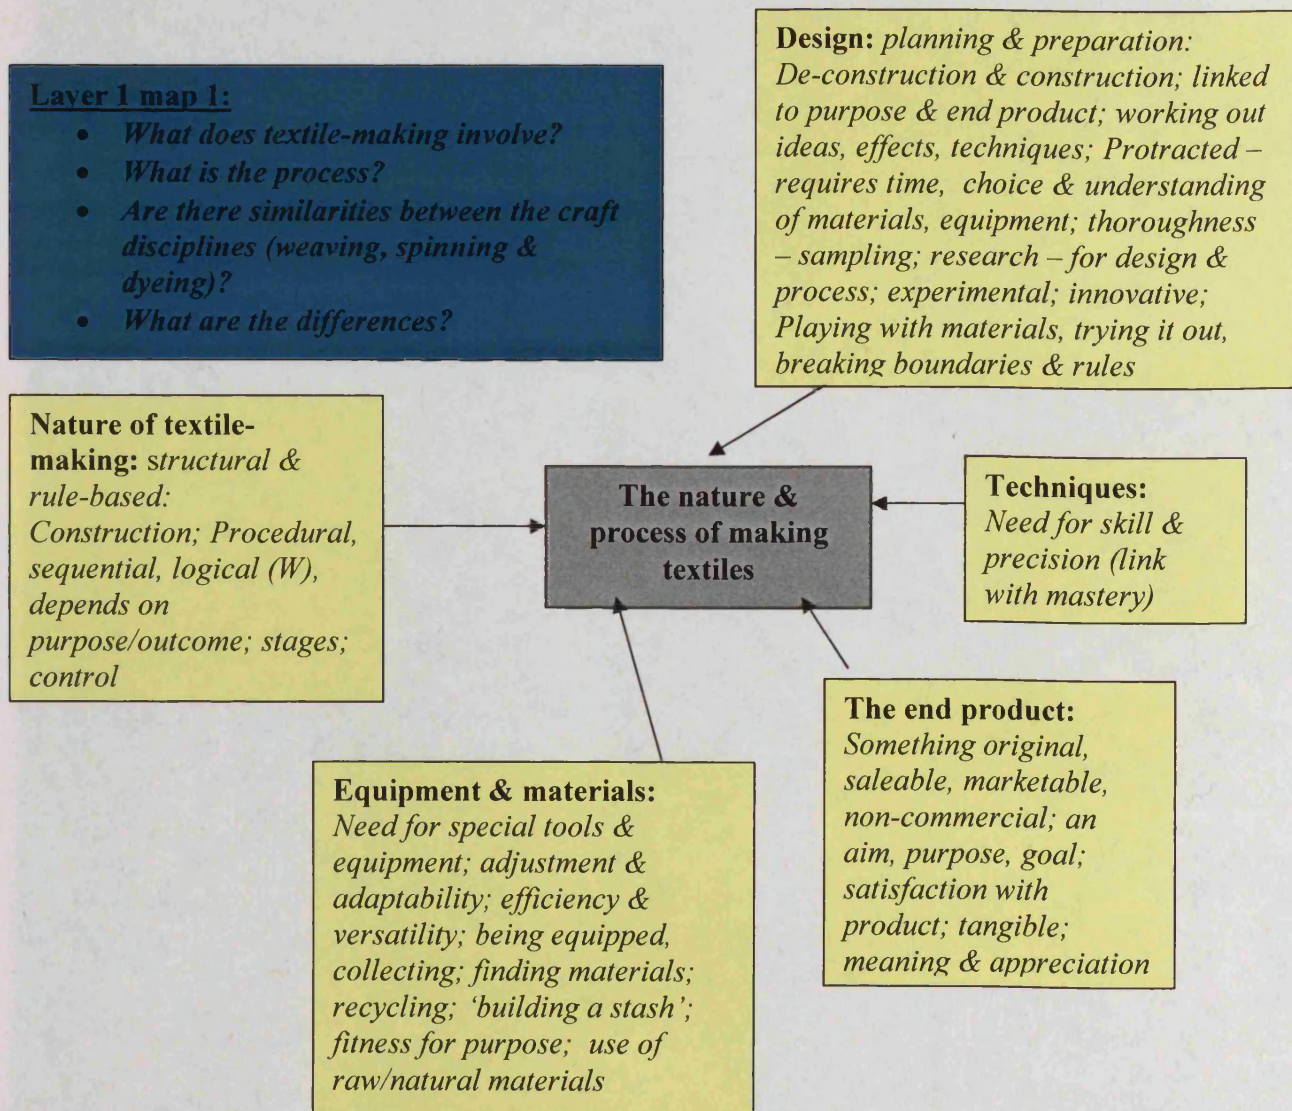 Layer 1 map 1:
• What does textile-making involve?
• What is the process?
• Are there similarities between the craft
disciplines (weaving, spinning &
dyeing)?
• What are the differences?
Design: planning & preparation:
De-construction & construction; linked
to purpose & end product; working out
ideas, effects, techniques; Protracted –
requires time, choice & understanding
of materials, equipment; thoroughness
– sampling; research – for design &
process; experimental; innovative;
Playing with materials, trying it out,
breaking boundaries & rules
Nature of textile-
making: structural &
rule-based:
Construction; Procedural,
sequential, logical (W),
depends on
purpose/outcome; stages;
control
The nature &
process of making
textiles
Techniques:
Need for skill &
precision (link
with mastery)
Equipment & materials:
Need for special tools &
equipment; adjustment &
adaptability; efficiency &
versatility; being equipped,
collecting; finding materials;
recycling; ‘building a stash’;
fitness for purpose; use of
raw/natural materials
The end product:
Something original,
saleable, marketable,
non-commercial; an
aim, purpose, goal;
satisfaction with
product; tangible;
meaning & appreciation